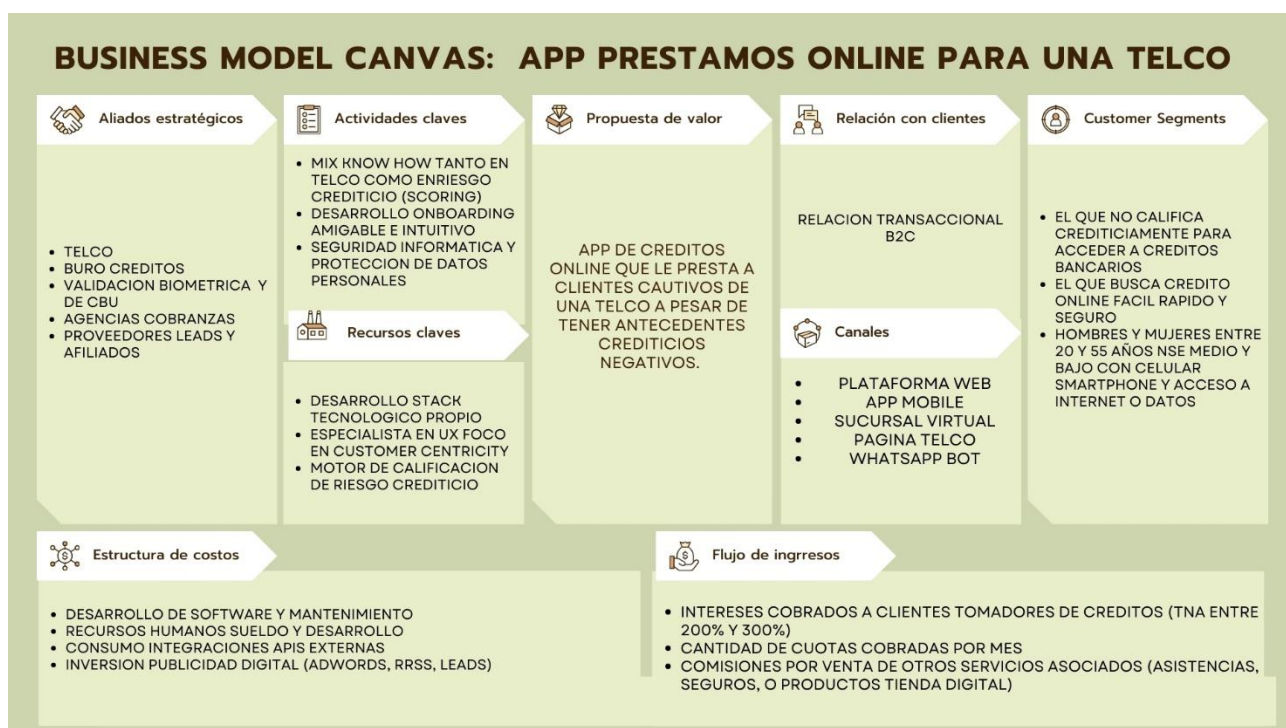 BUSINESS MODEL CANVAS: APP PRESTAMOS ONLINE PARA UNA TELCO
Aliados estratégicos
• TELCO
• BURO CREDITOS
• VALIDACION BIOMETRICA Y
DE CBU
• AGENCIAS COBRANZAS
• PROVEEDORES LEADS Y
AFILIADOS
Actividades claves
• MIX KNOW HOW TANTO EN
TELCO COMO ENRIESGO
CREDITICIO (SCORING)
• DESARROLLO ONBOARDING
AMIGABLE E INTUITIVO
• SEGURIDAD INFORMATICA Y
PROTECCION DE DATOS
PERSONALES
Recursos claves
• DESARROLLO STACK
TECNOLOGICO PROPIO
• ESPECIALISTA EN UX FOCO
EN CUSTOMER CENTRICITY
• MOTOR DE CALIFICACION
DE RIESGO CREDITICIO
Propuesta de valor
APP DE CREDITOS
ONLINE QUE LE PRESTA A
CLIENTES CAUTIVOS DE
UNA TELCO A PESAR DE
TENER ANTECEDENTES
CREDITICIOS
NEGATIVOS.
Relación con clientes
RELACION TRANSACCIONAL
B2C
Canales
• PLATAFORMA WEB
• APP MOBILE
• SUCURSAL VIRTUAL
• PAGINA TELCO
• WHATSAPP BOT
Customer Segments
• EL QUE NO CALIFICA
CREDITICIAMENTE PARA
ACCEDER A CREDITOS
BANCARIOS
• EL QUE BUSCA CREDITO
ONLINE FACIL RAPIDO Y
SEGURO
• HOMBRES Y MUJERES ENTRE
20 Y 55 AÑOS NSE MEDIO Y
BAJO CON CELULAR
SMARTPHONE Y ACCESO A
INTERNET O DATOS
Estructura de costos
• DESARROLLO DE SOFTWARE Y MANTENIMIENTO
• RECURSOS HUMANOS SUELDO Y DESARROLLO
• CONSUMO INTEGRACIONES APIS EXTERNAS
• INVERSION PUBLICIDAD DIGITAL (ADWORDS, RRSS, LEADS)
Flujo de ingrresos
• INTERESES COBRADOS A CLIENTES TOMADORES DE CREDITOS (TNA ENTRE
200% Y 300%)
• CANTIDAD DE CUOTAS COBRADAS POR MES
• COMISIONES POR VENTA DE OTROS SERVICIOS ASOCIADOS (ASISTENCIAS,
SEGUROS, O PRODUCTOS TIENDA DIGITAL)